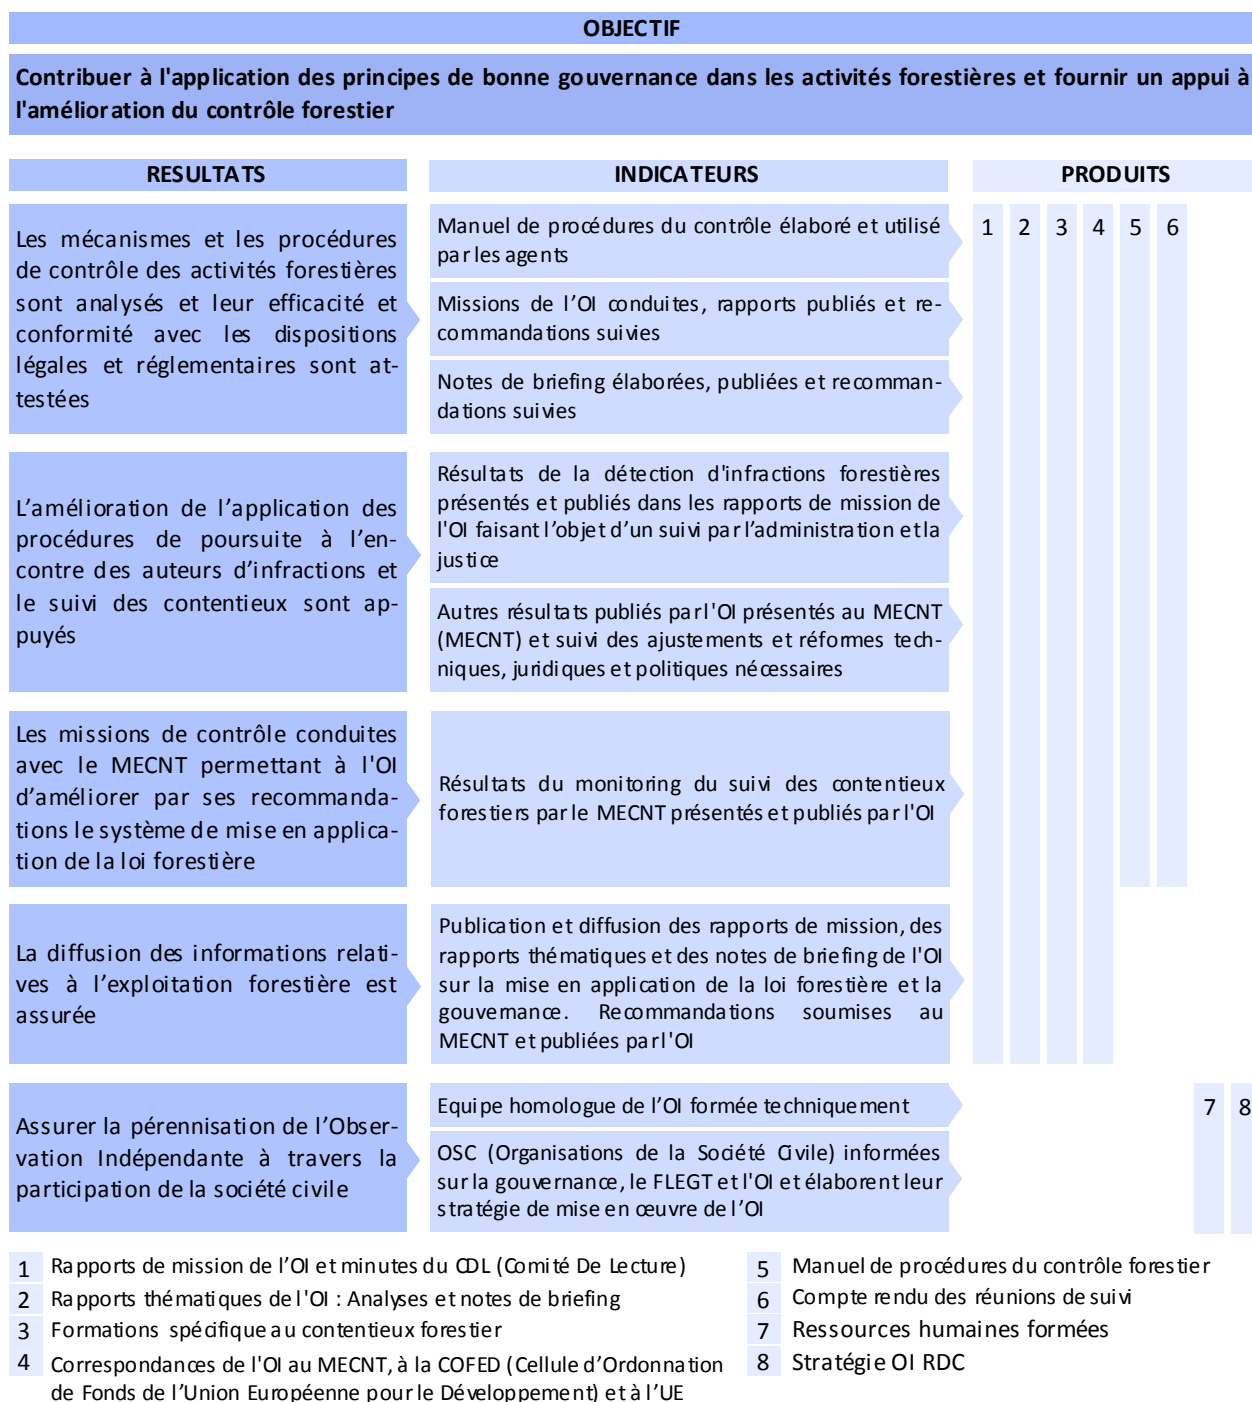 OBJECTIF
Contribuer à l'application des principes de bonne gouvernance dans les activités forestières et fournir un appui à
l'amélioration du contrôle forestier
RESULTATS
INDICATEURS
PRODUITS
Les mécanismes et les procédures
de contrôle des activités forestières
sont analysés et leur efficacité et
conformité avec les dispositions
légales et réglementaires sont at-
testées
Manuel de procédures du contrôle élaboré et utilisé
par les agents
Missions de l’OI conduites, rapports publiés et re-
commandations suivies
Notes de briefing élaborées, publiées et recomman-
dations suivies
1 2 3 4 5 6
L’amélioration de l’application des
procédures de poursuite à l’en-
contre des auteurs d’infractions et
le suivi des contentieux sont ap-
puyés
Résultats de la détection d'infractions forestières
présentés et publiés dans les rapports de mission de
l'OI faisant l’objet d’un suivi par l’administration et la
justice
Autres résultats publiés par l'OI présentés au MECNT
(MECNT) et suivi des ajustements et réformes tech-
niques, juridiques et politiques nécessaires
Les missions de contrôle conduites
avec le MECNT permettant à l'OI
d’améliorer par ses recommanda-
tions le système de mise en applica-
tion de la loi forestière
Résultats du monitoring du suivi des contentieux
forestiers par le MECNT présentés et publiés par l'OI
La diffusion des informations relati-
ves à l’exploitation forestière est
assurée
Publication et diffusion des rapports de mission, des
rapports thématiques et des notes de briefing de l'OI
sur la mise en application de la loi forestière et la
gouvernance. Recommandations soumises au
MECNT et publiées par l'OI
Assurer la pérennisation de l’Obser-
vation Indépendante à travers la
participation de la société civile
Equipe homologue de l’OI formée techniquement
OSC (Organisations de la Société Civile) informées
sur la gouvernance, le FLEGT et l'OI et élaborent leur
stratégie de mise en œuvre de l’OI
7 8
1 Rapports de mission de l’OI et minutes du CDL (Comité De Lecture)
2 Rapports thématiques de l'OI : Analyses et notes de briefing
3 Formations spécifique au contentieux forestier
4 Correspondances de l'OI au MECNT, à la COFED (Cellule d’Ordonnation
de Fonds de l’Union Européenne pour le Développement) et à l’UE
5 Manuel de procédures du contrôle forestier
6 Compte rendu des réunions de suivi
7 Ressources humaines formées
8 Stratégie OI RDC